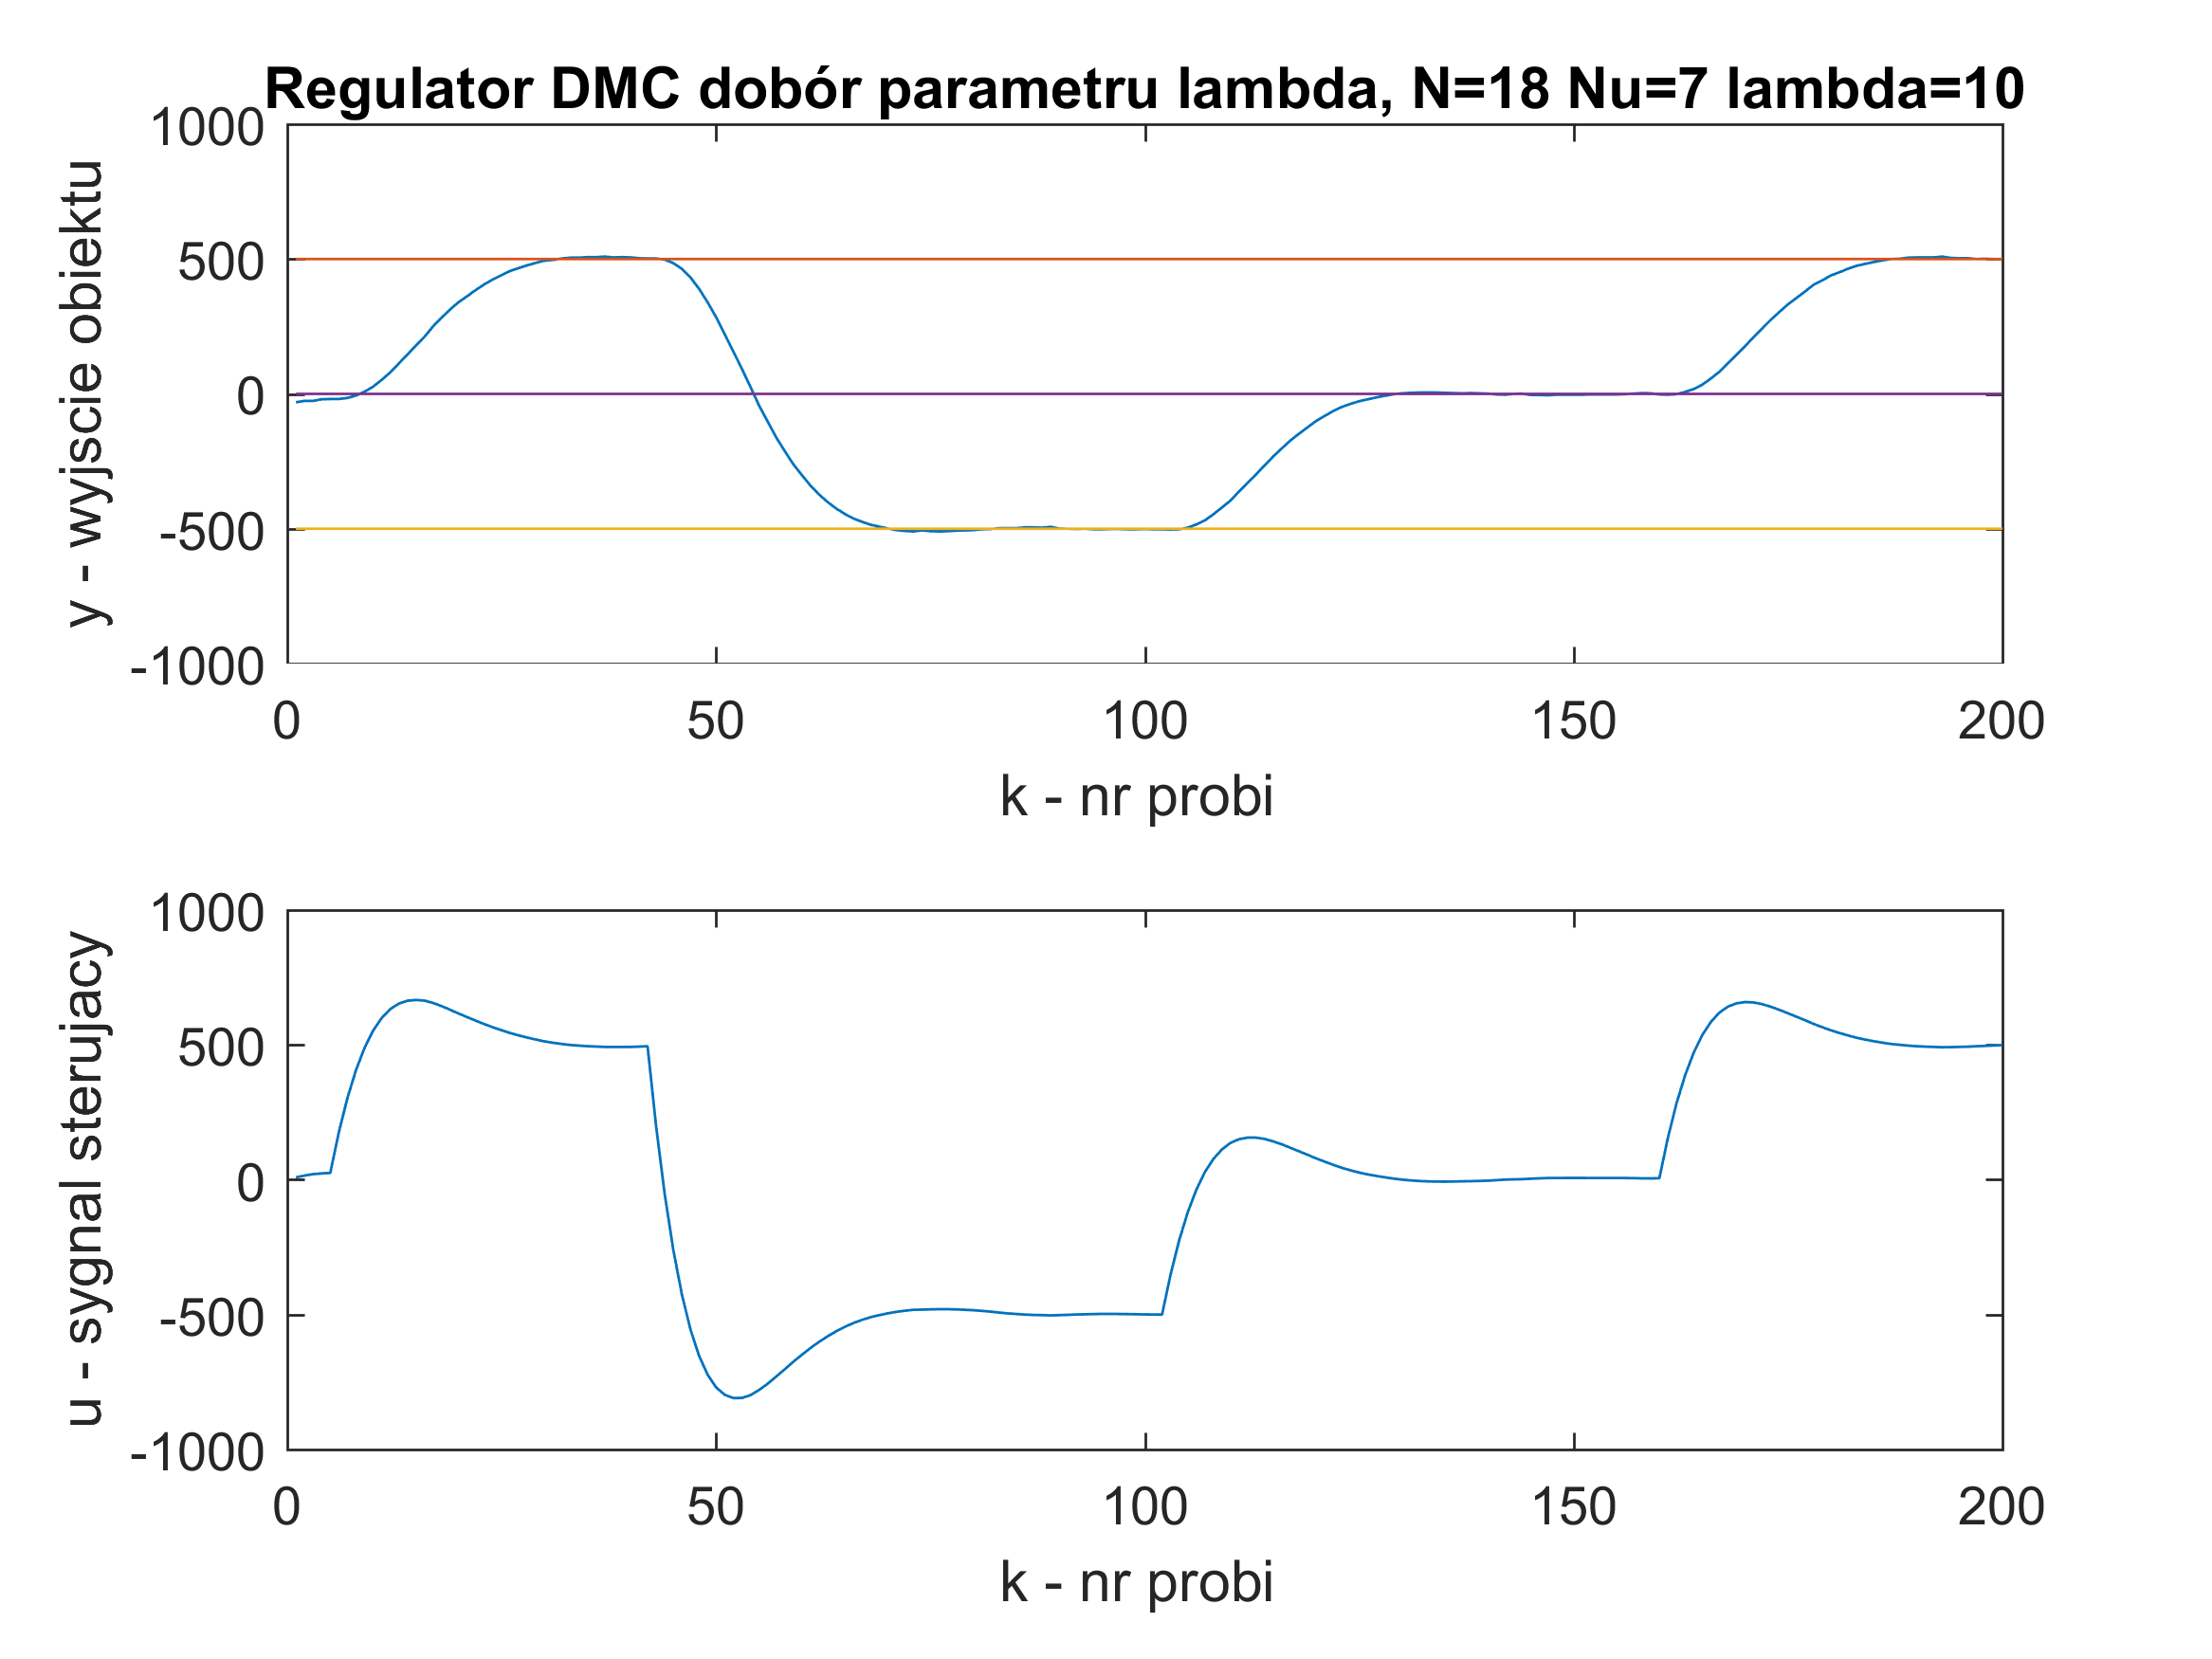 Regulator DMC dobór parametru lambda, N=18 Nu=7 lambda=10
y - wyjscie obiektu
1000
500
0
-500
-1000
0 50 100 150 200
k - nr probi
u - sygnal sterujacy
1000
500
0
-500
-1000
0 50 100 150 200
k - nr probi